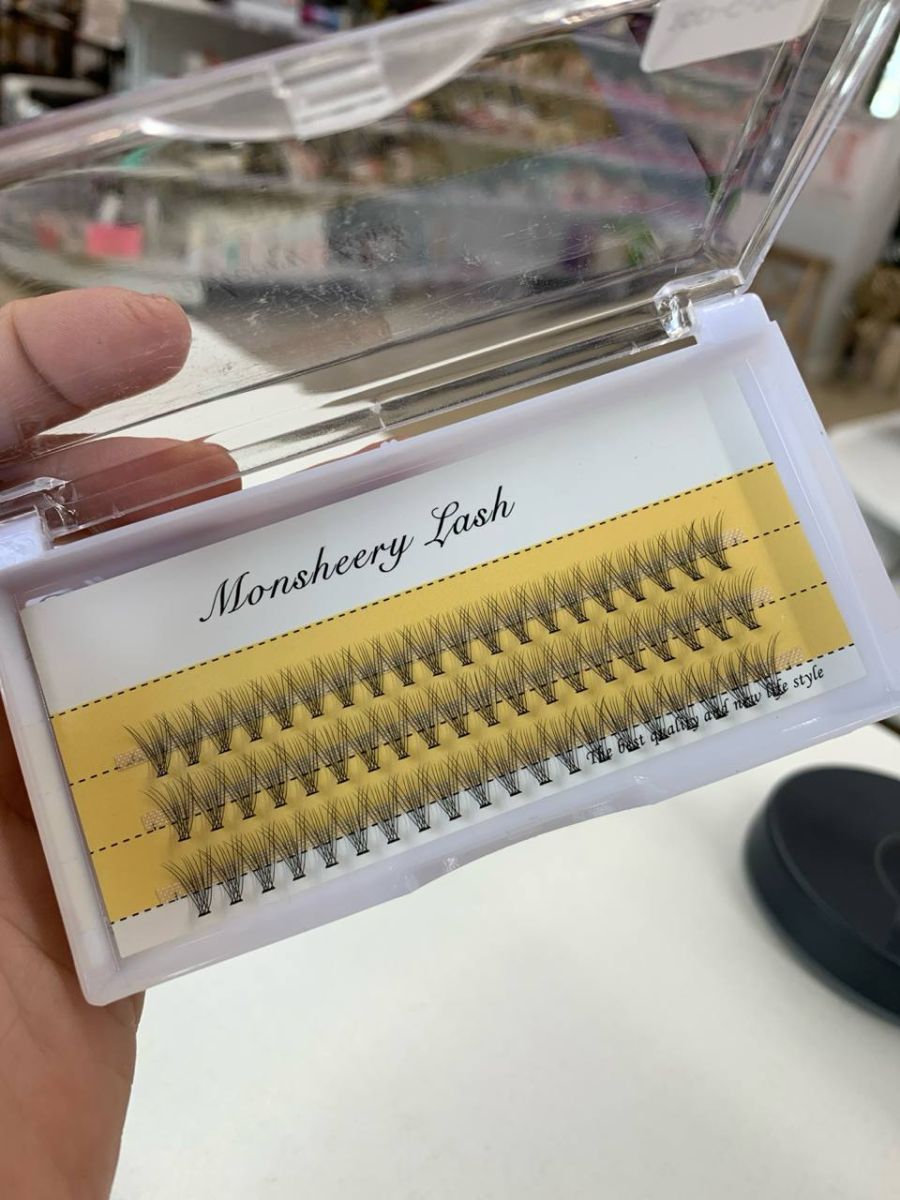 Monsheery Lash
The best quality and new life style